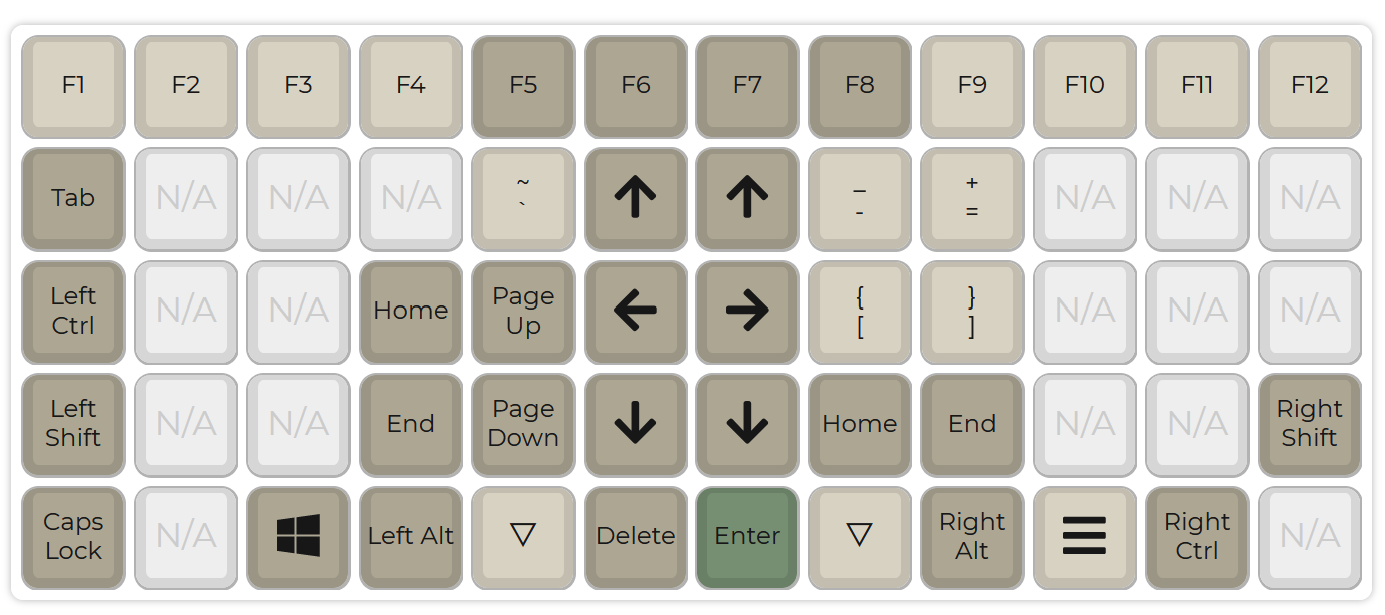 F1 F2 F3 F4 F5 F6 F7 F8 F9 F10 F11 F12
Tab N/A N/A N/A ~ ` ↑ ↑ _ - + = N/A N/A N/A
Left Ctrl N/A N/A Home Page Up ← → { [ } ] N/A N/A N/A
Left Shift N/A N/A End Page Down ↓ ↓ Home End N/A N/A Right Shift
Caps Lock N/A Left Alt ▽ Delete Enter ▽ Right Alt ☰ Right Ctrl N/A